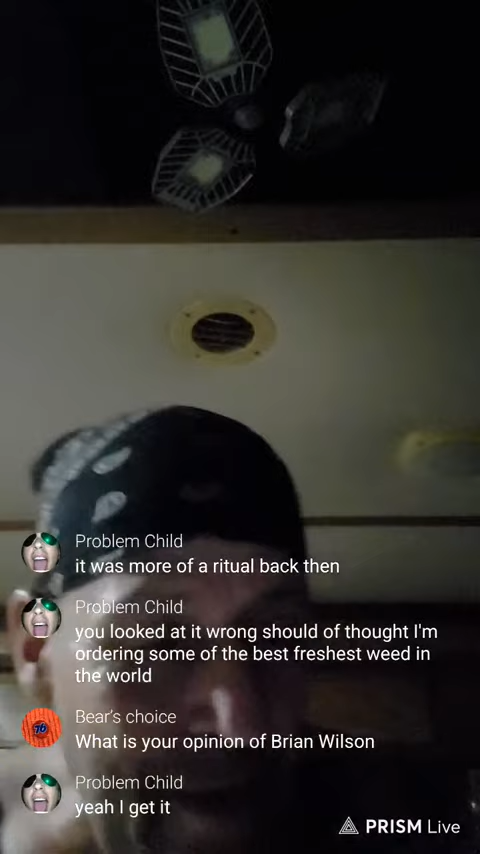 Problem Child
it was more of a ritual back then
Problem Child
you looked at it wrong should of thought I'm
ordering some of the best freshest weed in
the world
Bear's choice
76
What is your opinion of Brian Wilson
Problem Child
yeah I get it
PRISM Live